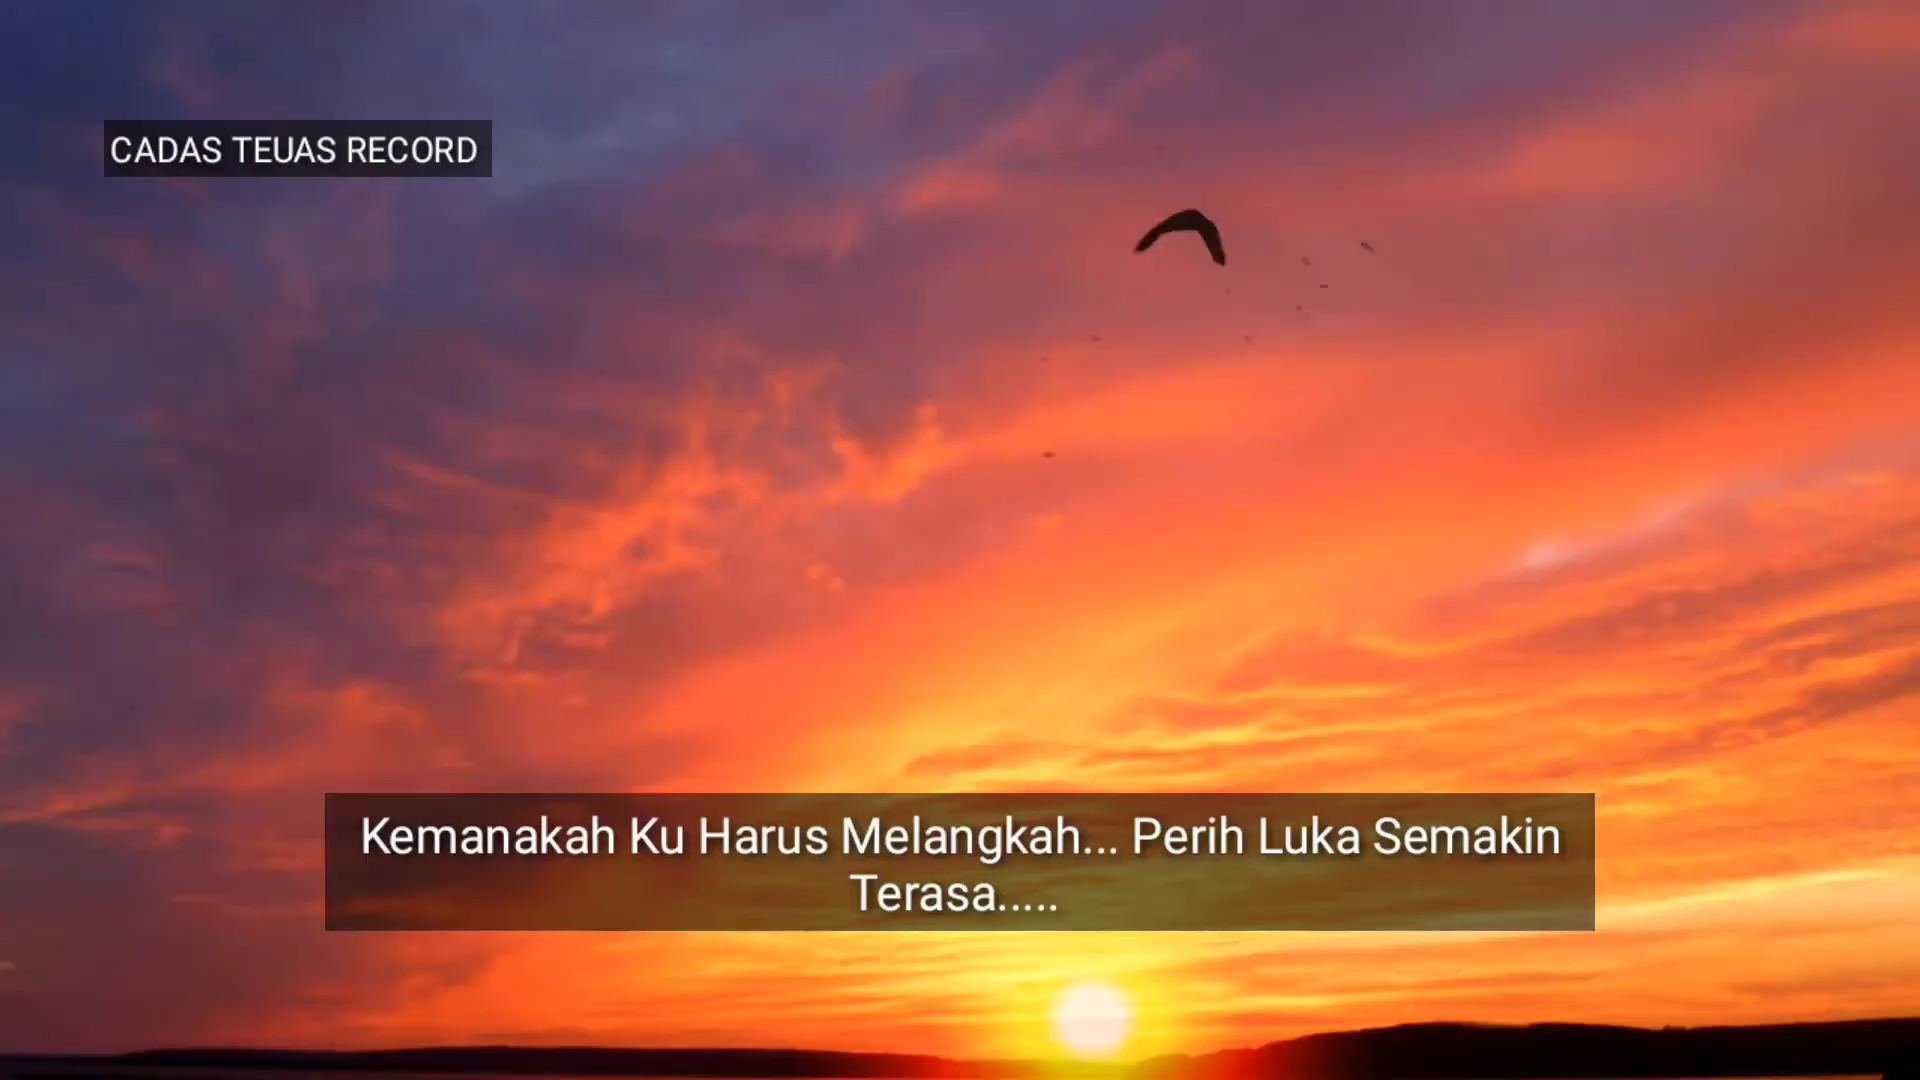 CADAS TEUAS RECORD
Kemanakah Ku Harus Melangkah... Perih Luka Semakin
Terasa.....